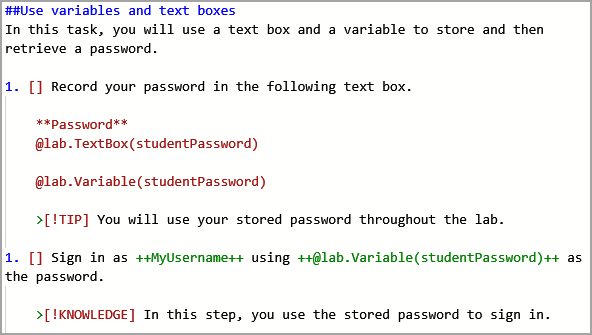 ##Use variables and text boxes
In this task, you will use a text box and a variable to store and then
retrieve a password.
1. [] Record your password in the following text box.
**Password**
@lab.TextBox(studentPassword)
@lab.Variable(studentPassword)
>[!TIP] You will use your stored password throughout the lab.
1. [] Sign in as ++MyUsername++ using ++@lab.Variable(studentPassword)++ as
the password.
>[!KNOWLEDGE] In this step, you use the stored password to sign in.